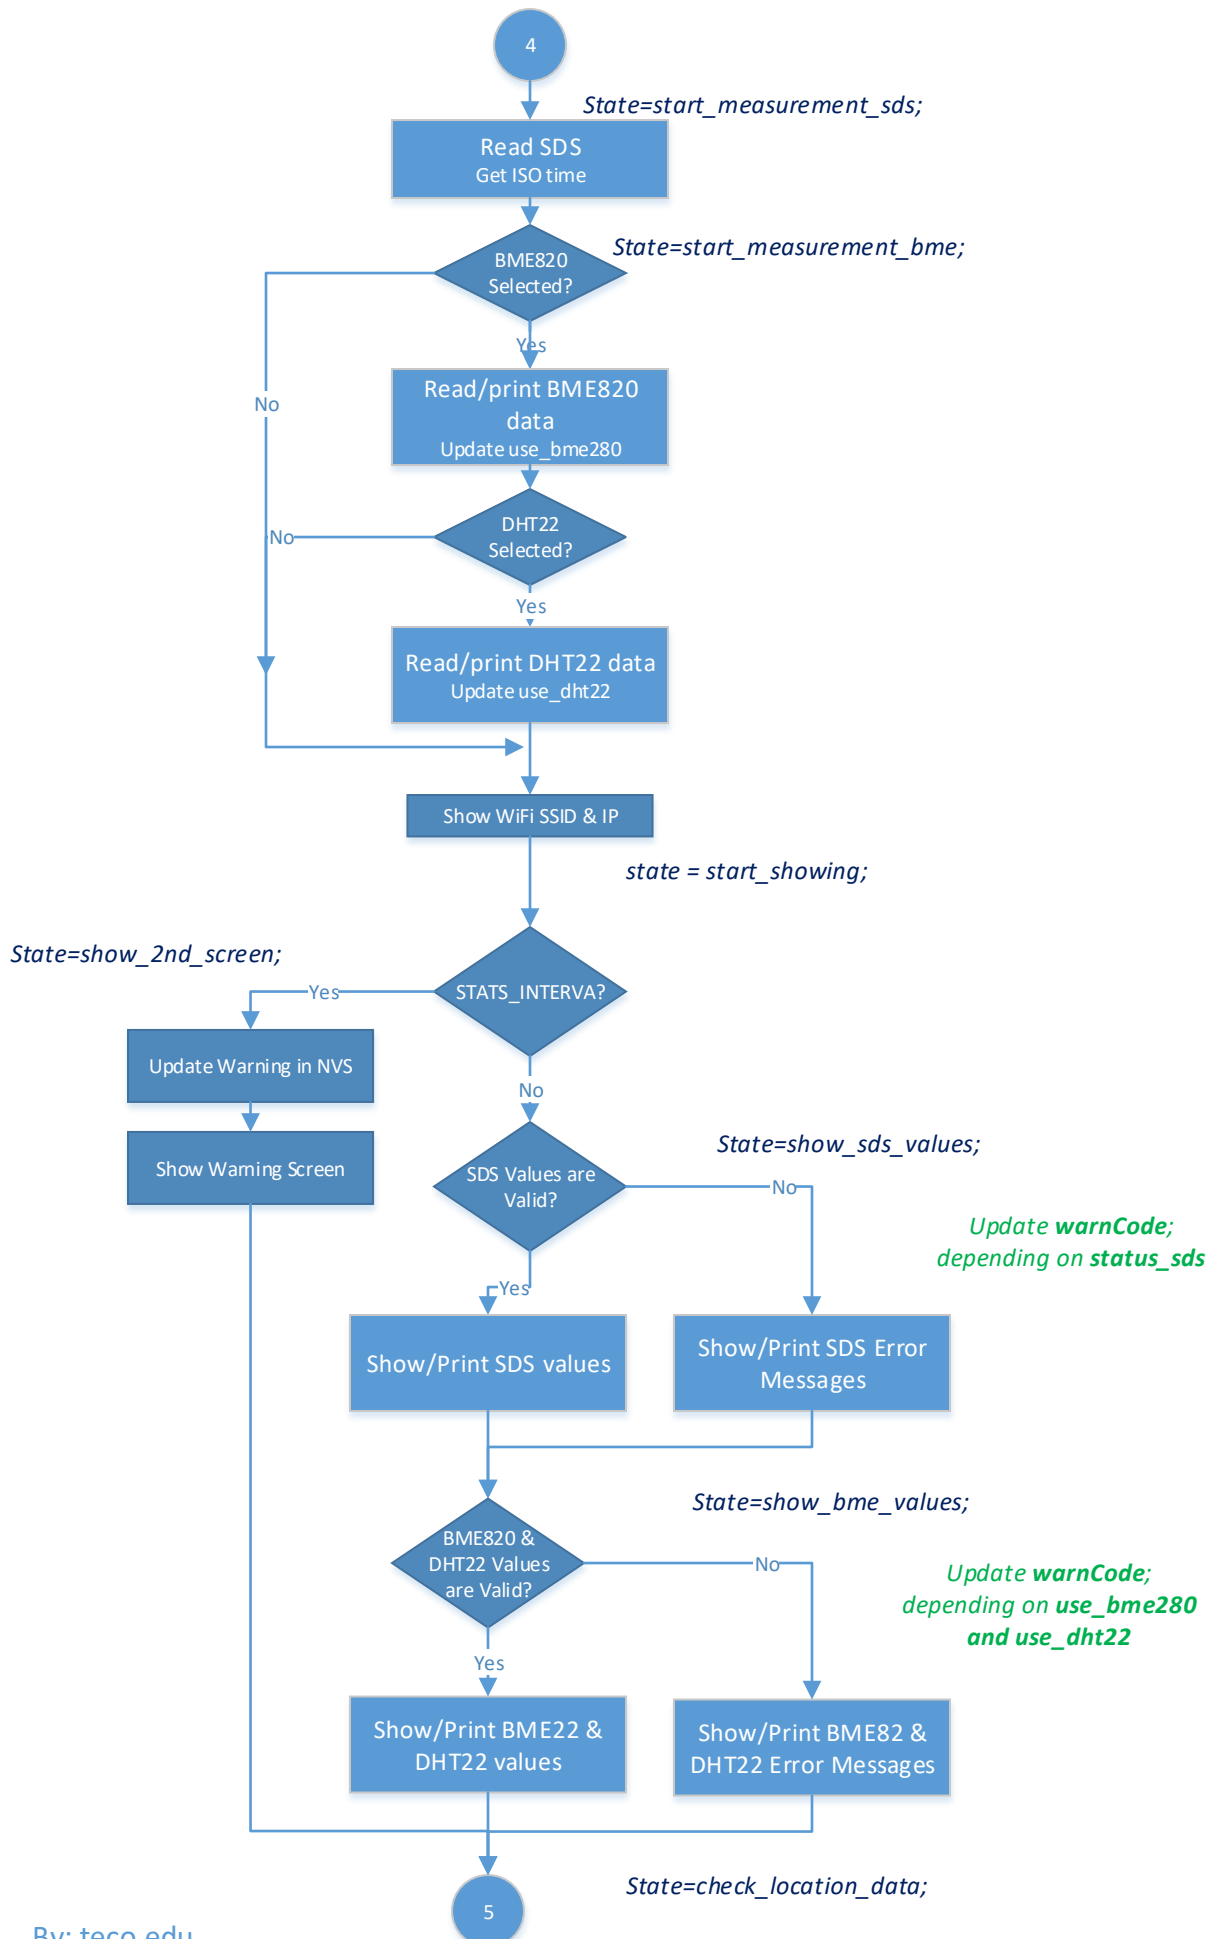 4
State=start_measurement_sds;
Read SDS
Get ISO time
State=start_measurement_bme;
BME820
Selected?
Yes
No
Read/print BME820
data
Update use_bme280
DHT22
Selected?
No
Yes
Read/print DHT22 data
Update use_dht22
Show WiFi SSID & IP
state = start_showing;
State=show_2nd_screen;
STATS_INTERVA?
Yes
Update Warning in NVS
No
State=show_sds_values;
Show Warning Screen
SDS Values are
Valid?
No
Update warnCode;
depending on status_sds
Yes
Show/Print SDS values
Show/Print SDS Error
Messages
State=show_bme_values;
BME820 &
DHT22 Values
are Valid?
No
Update warnCode;
depending on use_bme280
and use_dht22
Yes
Show/Print BME22 &
DHT22 values
Show/Print BME82 &
DHT22 Error Messages
State=check_location_data;
5
By: teco.edu